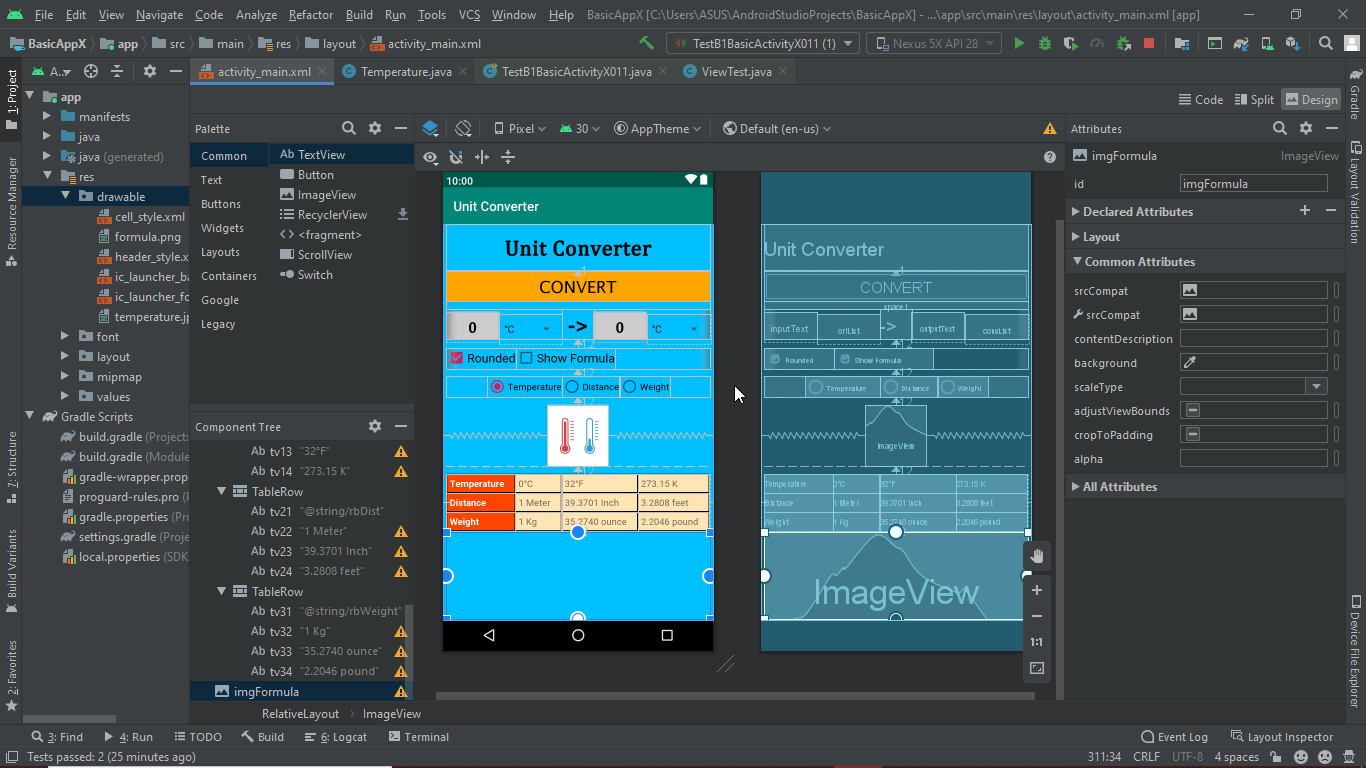 File Edit View Navigate Code Analyze Refactor Build Run Tools VCS Window Help BasicAppX [C:\Users\ASUS\AndroidStudioProjects\BasicAppX] - ...\app\src\main\res\layout\activity_main.xml [app]
BasicAppX app src main res layout activity_main.xml TestB1BasicActivityX011 (1) Nexus 5X API 28
A.. activity_main.xml Temperature.java TestB1BasicActivityX011.java ViewTest.java
Code Split Design
1: Project
Resource Manager
7: Structure
Build Variants
2: Favorites
app
manifests
java
java (generated)
res
drawable
cell_style.xml
formula.png
header_style.x
ic_launcher_ba
ic_launcher_fo
temperature.jp
font
layout
mipmap
values
Gradle Scripts
build.gradle (Project:
build.gradle (Module
gradle-wrapper.prop
proguard-rules.pro (
gradle.properties (Pro
settings.gradle (Proje
local.properties (SDK
Palette
Common
Text
Buttons
Widgets
Layouts
Containers
Google
Legacy
Ab TextView
Button
ImageView
RecyclerView
<fragment>
ScrollView
Switch
Component Tree
Ab tv13 "32°F"
Ab tv14 "273.15 K"
TableRow
Ab tv21 "@string/rbDist"
Ab tv22 "1 Meter"
Ab tv23 "39.3701 Inch"
Ab tv24 "3.2808 feet"
TableRow
Ab tv31 "@string/rbWeight"
Ab tv32 "1 Kg"
Ab tv33 "35.2740 ounce"
Ab tv34 "2.2046 pound"
imgFormula
Pixel 30 AppTheme Default (en-us)
10:00
Unit Converter
Unit Converter
CONVERT
0 °C -> 0 °C
Rounded Show Formula
Temperature Distance Weight
Temperature 0°C 32°F 273.15 K
Distance 1 Meter 39.3701 Inch 3.2808 feet
Weight 1 Kg 35.2740 ounce 2.2046 pound
Unit Converter
CONVERT
space1
inputText oriList -> outputText convList
Rounded Show Formula
Temperature Distance Weight
ImageView
Temperature 0°C 32°F 273.15 K
Distance 1 Meter 39.3701 Inch 3.2808 feet
Weight 1 Kg 35.2740 ounce 2.2046 pound
ImageView
1:1
Attributes
imgFormula ImageView
id imgFormula
Declared Attributes
Layout
Common Attributes
srcCompat
srcCompat
contentDescription
background
scaleType
adjustViewBounds
cropToPadding
alpha
All Attributes
Gradle
Layout Validation
Device File Explorer
RelativeLayout ImageView
3: Find 4: Run TODO Build 6: Logcat Terminal Event Log Layout Inspector
Tests passed: 2 (25 minutes ago) 311:34 CRLF UTF-8 4 spaces